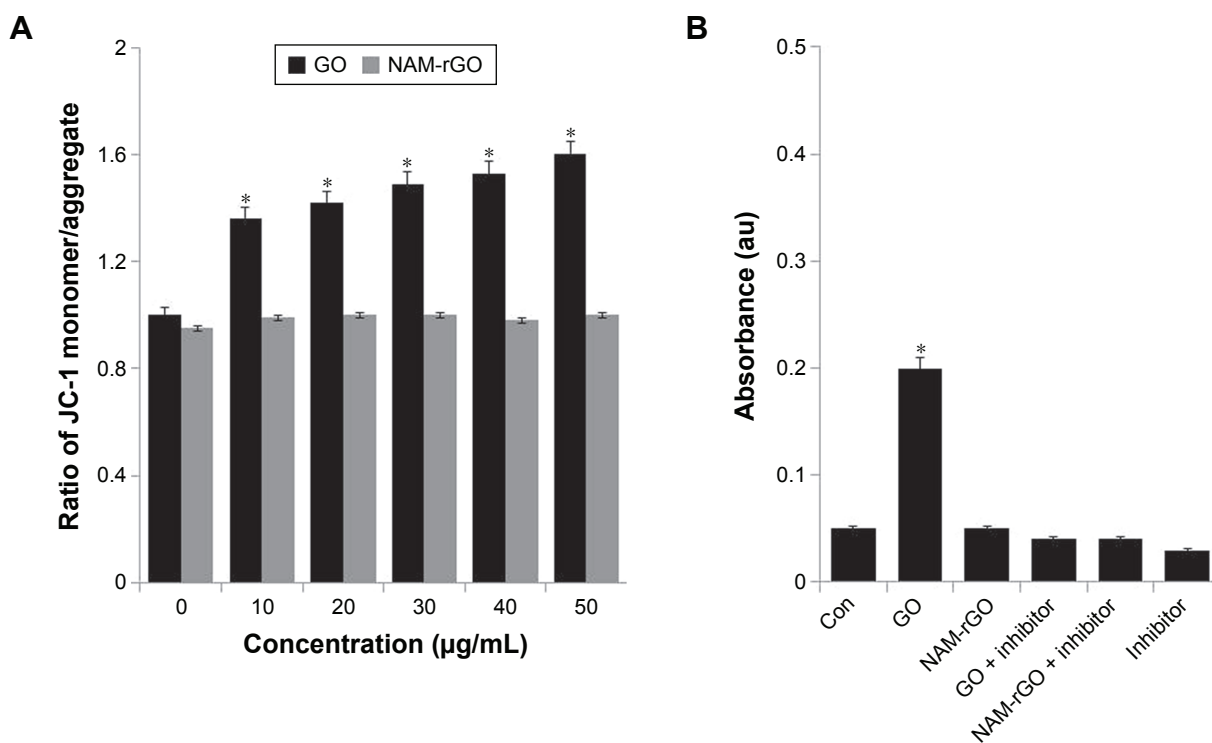 A
Ratio of JC-1 monomer/aggregate
2
1.6
1.2
0.8
0.4
0
GO NAM-rGO
*
*
*
*
*
0 10 20 30 40 50
Concentration (µg/mL)
B
Absorbance (au)
0.5
0.4
0.3
0.2
0.1
0
*
Con
GO
NAM-rGO
GO + inhibitor
NAM-rGO + inhibitor
Inhibitor